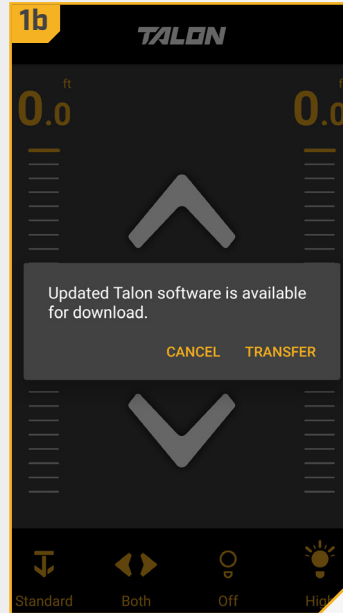 1b
TALON
ft
0.0
0.0
Updated Talon software is available
for download.
CANCEL TRANSFER
Standard Both Off High